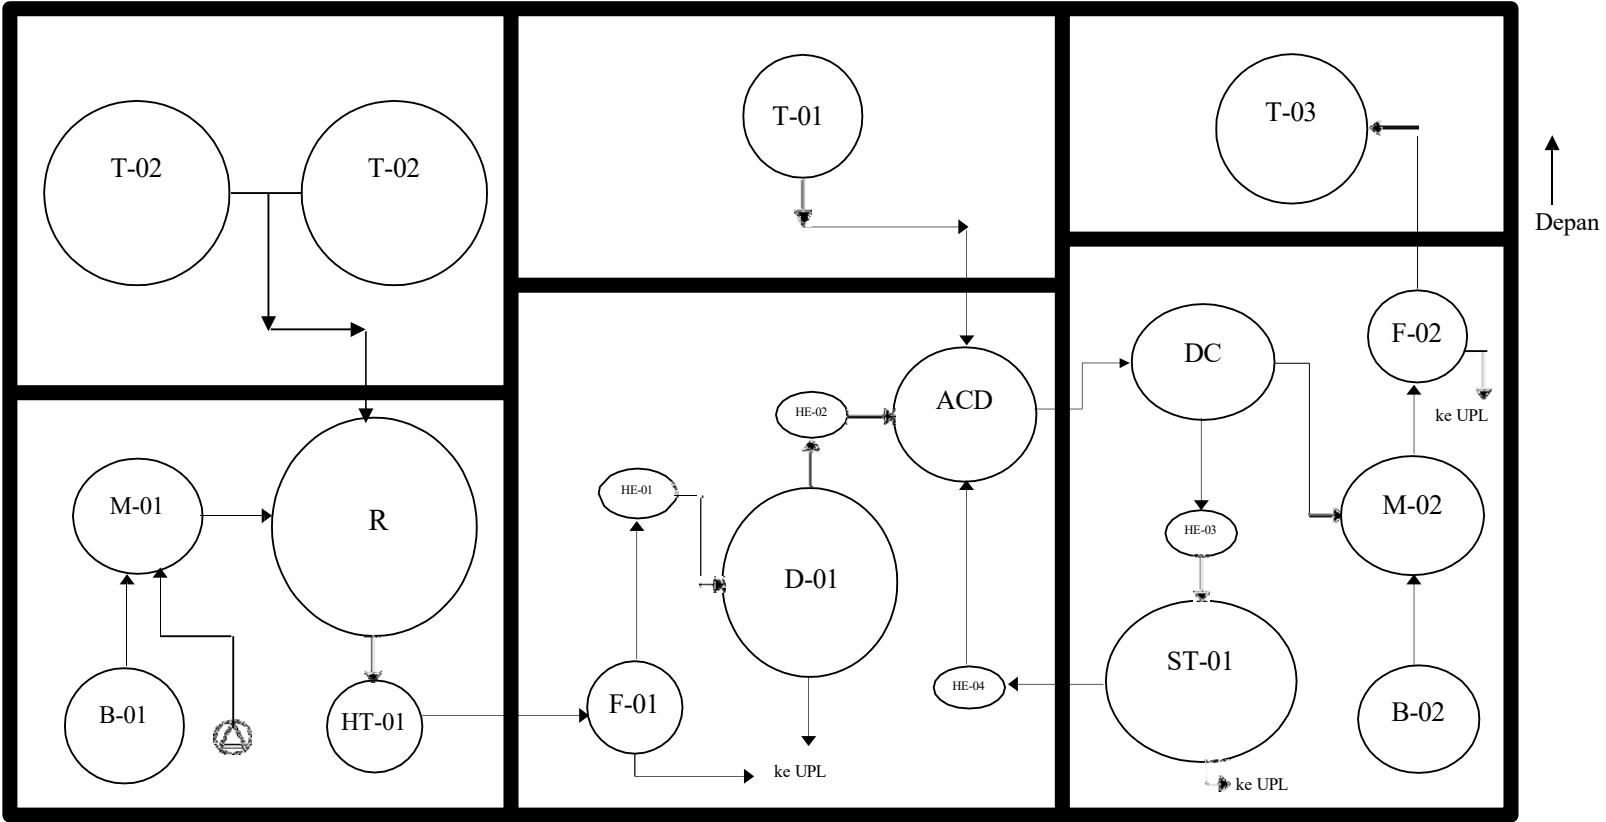 T-02
T-02
T-01
T-03
Depan
M-01
R
B-01
HT-01
HE-02
ACD
HE-01
D-01
F-01
HE-04
ke UPL
DC
F-02
ke UPL
HE-03
M-02
ST-01
B-02
ke UPL